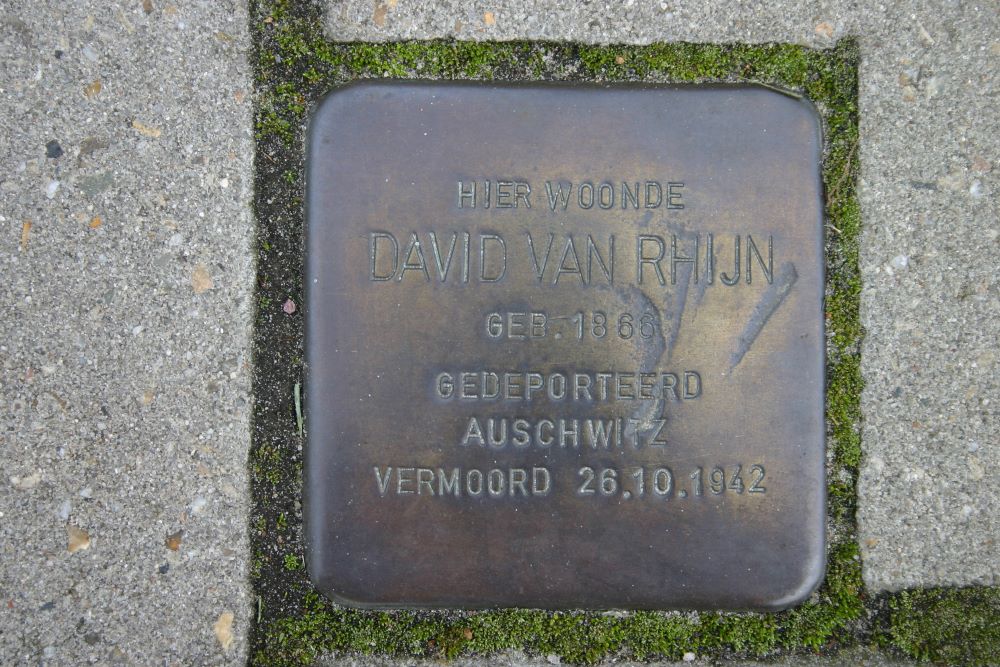 HIER WOONDE
DAVID VAN RHIJN
GEB. 1866
GEDEPORTEERD
AUSCHWITZ
VERMOORD 26.10.1942